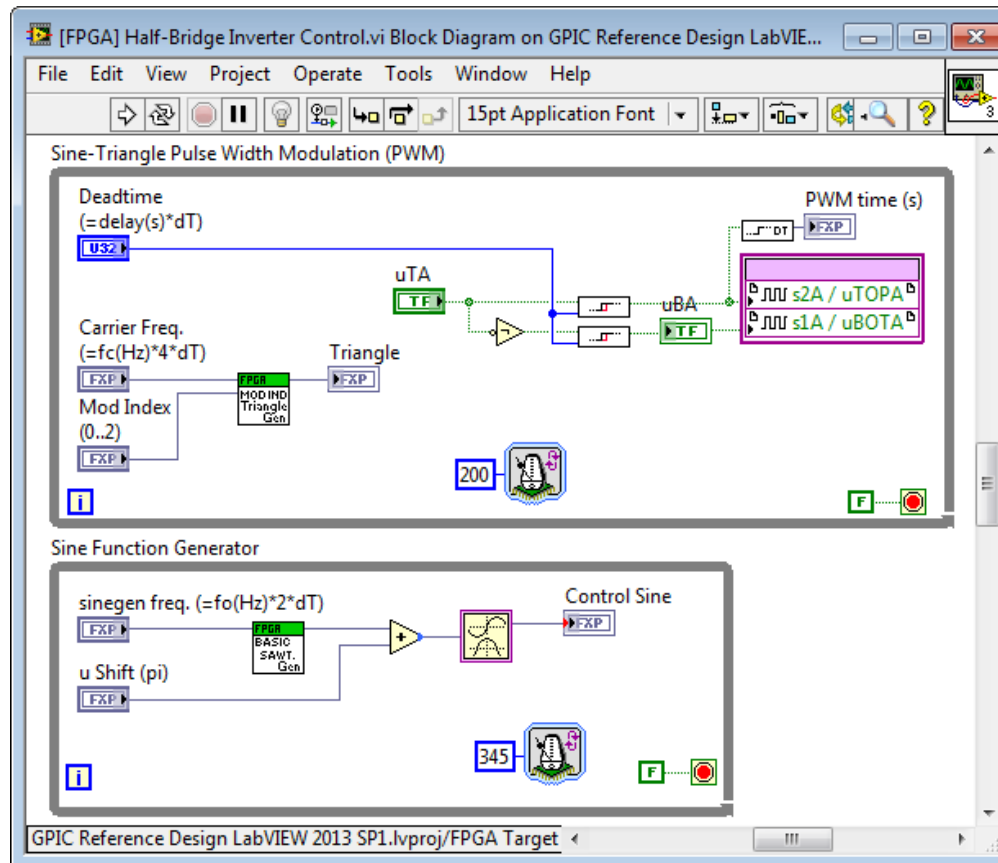 [FPGA] Half-Bridge Inverter Control.vi Block Diagram on GPIC Reference Design LabVIE...
File Edit View Project Operate Tools Window Help
15pt Application Font
3
Sine-Triangle Pulse Width Modulation (PWM)
Deadtime
(=delay(s)*dT)
U32
PWM time (s)
DT
FXP
uTA
TF
uBA
TF
s2A / uTOPA
s1A / uBOTA
Carrier Freq.
(=fc(Hz)*4*dT)
FXP
Triangle
FXP
FPGA
MOD IND
Triangle
Gen
Mod Index
(0..2)
FXP
200
i
F
Sine Function Generator
sinegen freq. (=fo(Hz)*2*dT)
FXP
FPGA
BASIC
SAWT.
Gen
+
Control Sine
FXP
u Shift (pi)
FXP
345
i
F
GPIC Reference Design LabVIEW 2013 SP1.lvproj/FPGA Target